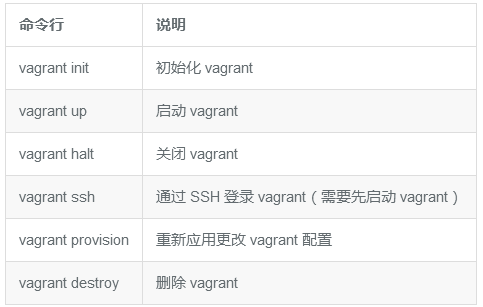 命令行 说明
vagrant init 初始化 vagrant
vagrant up 启动 vagrant
vagrant halt 关闭 vagrant
vagrant ssh 通过 SSH 登录 vagrant（需要先启动 vagrant）
vagrant provision 重新应用更改 vagrant 配置
vagrant destroy 删除 vagrant